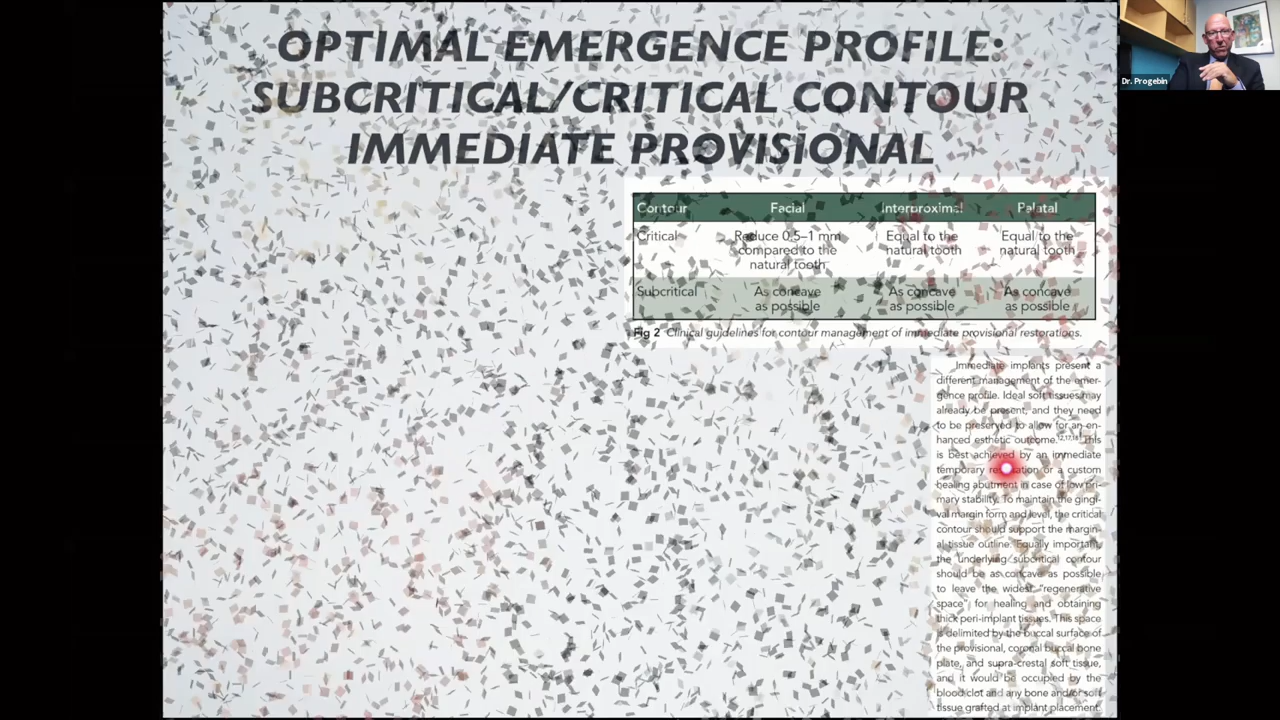 OPTIMAL EMERGENCE PROFILE:
SUBCRITICAL/CRITICAL CONTOUR
IMMEDIATE PROVISIONAL
Dr. Progebin
Contour Facial Interproximal Palatal
Critical Reduce 0.5–1 mm Equal to the Equal to the
compared to the natural tooth natural tooth
natural tooth
Subcritical As concave As concave As concave
as possible as possible as possible
Fig 2 Clinical guidelines for contour management of immediate provisional restorations.
Immediate implants present a
different management of the emer-
gence profile. Ideal soft tissues may
already be present, and they need
to be preserved to allow for an en-
hanced esthetic outcome.12,17,18 This
is best achieved by an immediate
temporary or a custom
healing abutment in case of low pri-
mary stability. To maintain the gingi-
val margin form and level, the critical
contour should support the margin-
al tissue outline. Equally important,
the underlying subcritical contour
should be as concave as possible
to leave the widest "regenerative
space" for healing and obtaining
thick peri-implant tissues. This space
is delimited by the buccal surface of
the provisional, coronal buccal bone
plate, and supra-crestal soft tissue,
and it would be occupied by the
blood clot and any bone and/or soft
tissue grafted at implant placement.